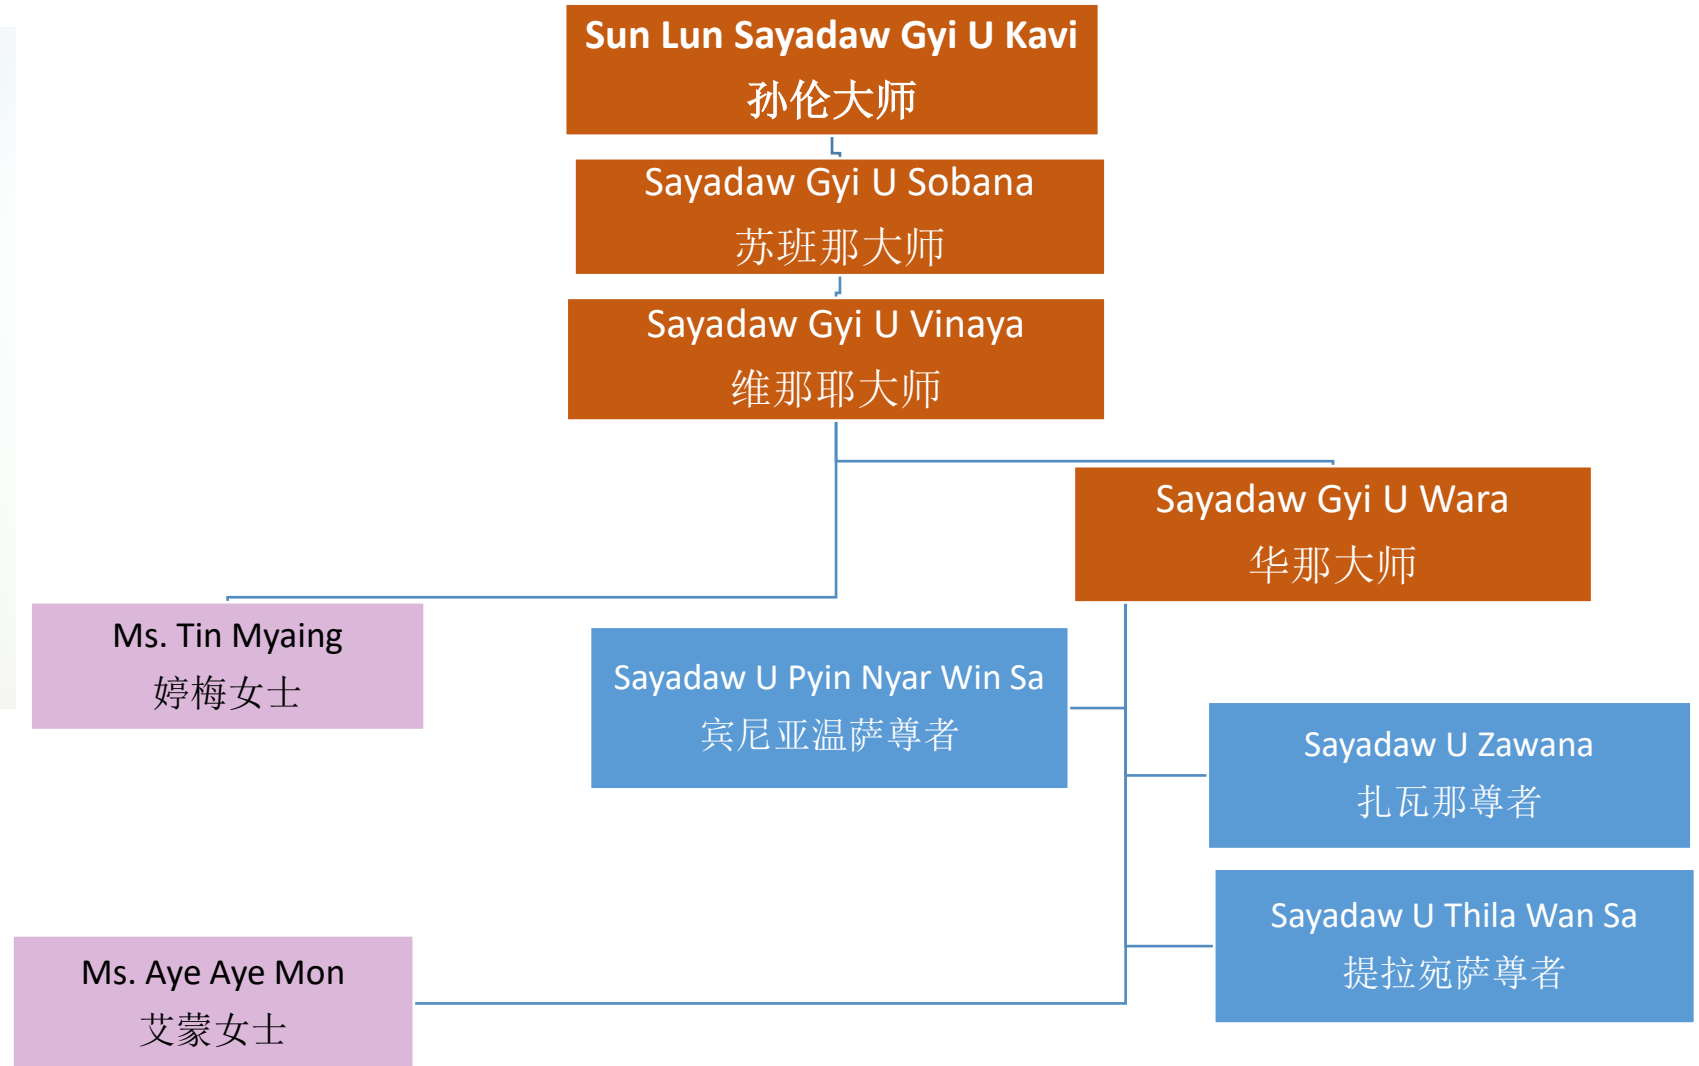 Sun Lun Sayadaw Gyi U Kavi
孙伦大师
Sayadaw Gyi U Sobana
苏班那大师
Sayadaw Gyi U Vinaya
维那耶大师
Sayadaw Gyi U Wara
华那大师
Ms. Tin Myaing
婷梅女士
Sayadaw U Pyin Nyar Win Sa
宾尼亚温萨尊者
Sayadaw U Zawana
扎瓦那尊者
Sayadaw U Thila Wan Sa
提拉宛萨尊者
Ms. Aye Aye Mon
艾蒙女士